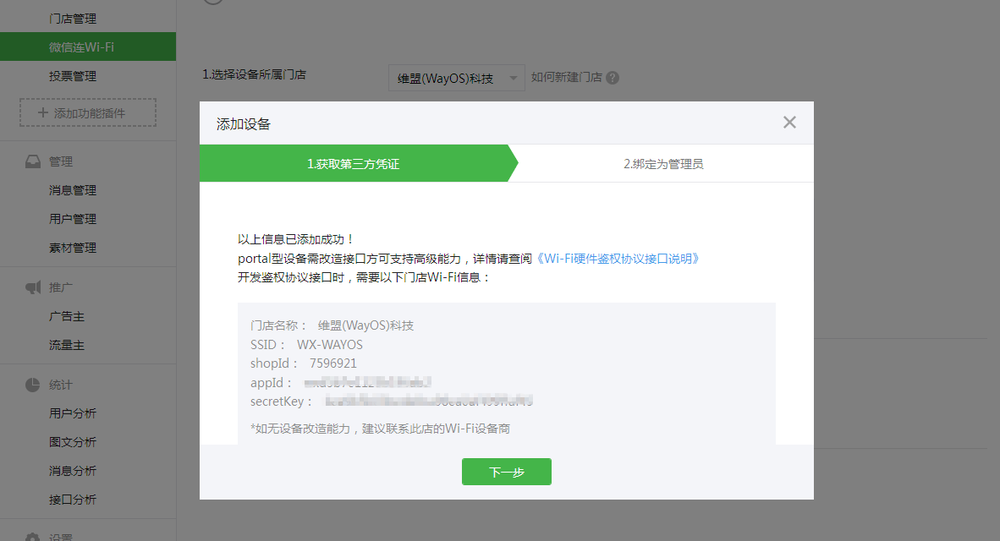 门店管理
微信连Wi-Fi
投票管理
添加功能插件
管理
消息管理
用户管理
素材管理
推广
广告主
流量主
统计
用户分析
图文分析
消息分析
接口分析
设置
1.选择设备所属门店
维盟(WayOS)科技
如何新建门店
添加设备
1.获取第三方凭证
2.绑定为管理员
以上信息已添加成功！
portal型设备需改造接口方可支持高级能力，详情请查阅《Wi-Fi硬件鉴权协议接口说明》
开发鉴权协议接口时，需要以下门店Wi-Fi信息：
门店名称： 维盟(WayOS)科技
SSID： WX-WAYOS
shopId： 7596921
appId：
secretKey：
*如无设备改造能力，建议联系此店的Wi-Fi设备商
下一步